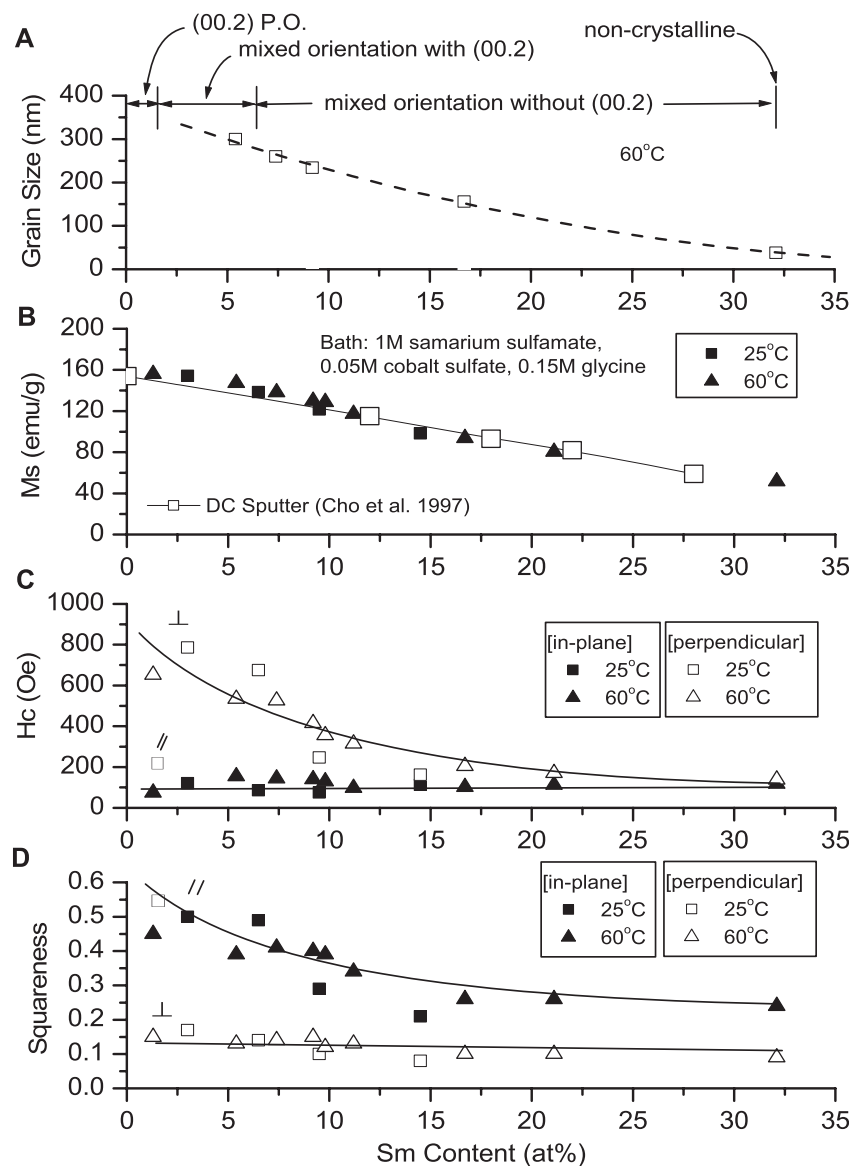 A
(00.2) P.O.
mixed orientation with (00.2)
non-crystalline
mixed orientation without (00.2)
60°C
Grain Size (nm)
400
300
200
100
0
0 5 10 15 20 25 30 35
B
Bath: 1M samarium sulfamate,
0.05M cobalt sulfate, 0.15M glycine
25°C
60°C
Ms (emu/g)
200
160
120
80
40
0
DC Sputter (Cho et al. 1997)
0 5 10 15 20 25 30 35
C
Hc (Oe)
1000
800
600
400
200
0
⊥
//
[in-plane]
25°C
60°C
[perpendicular]
25°C
60°C
0 5 10 15 20 25 30 35
D
Squareness
0.6
0.5
0.4
0.3
0.2
0.1
0.0
//
⊥
[in-plane]
25°C
60°C
[perpendicular]
25°C
60°C
0 5 10 15 20 25 30 35
Sm Content (at%)